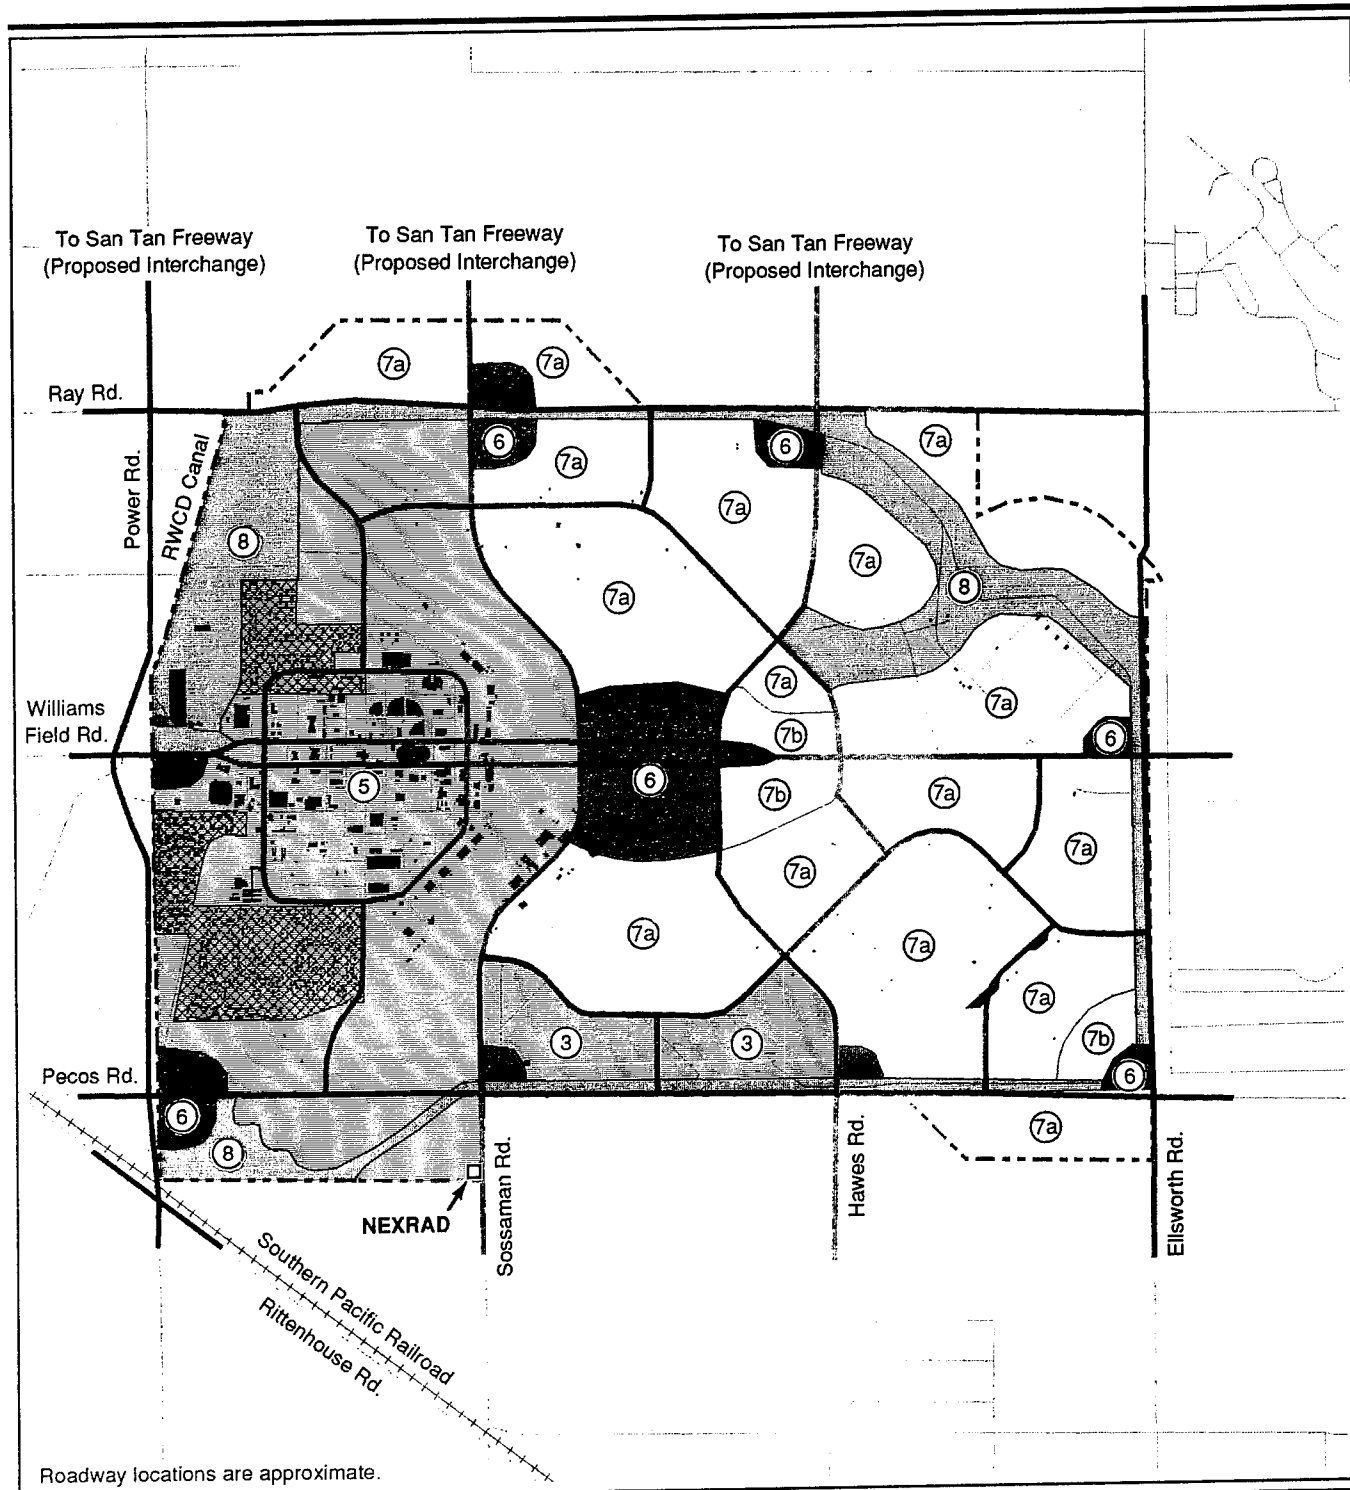 To San Tan Freeway
(Proposed Interchange)
To San Tan Freeway
(Proposed Interchange)
To San Tan Freeway
(Proposed Interchange)
7a
7a
Ray Rd.
6
7a
6
7a
Power Rd.
RWCD Canal
7a
8
7a
8
7a
7a
7a
Williams
Field Rd.
7b
6
5
6
7b
7a
7a
7a
7a
7a
7a
3
3
7b
Pecos Rd.
6
6
8
7a
NEXRAD
Sossaman Rd.
Hawes Rd.
Ellsworth Rd.
Southern Pacific Railroad
Rittenhouse Rd.
Roadway locations are approximate.